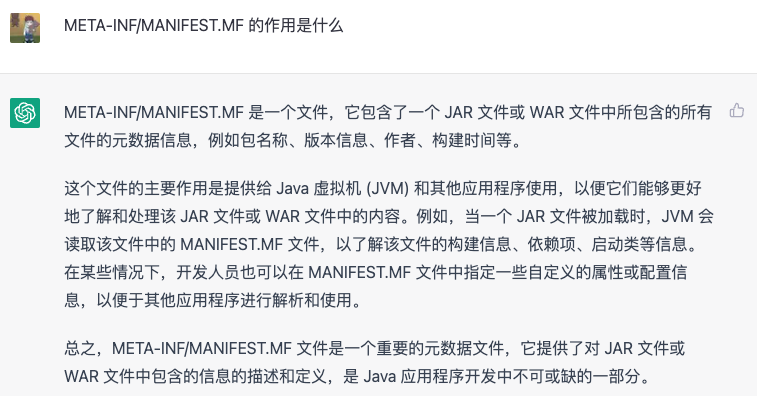 META-INF/MANIFEST.MF 的作用是什么
META-INF/MANIFEST.MF 是一个文件，它包含了一个 JAR 文件或 WAR 文件中所包含的所有
文件的元数据信息，例如包名称、版本信息、作者、构建时间等。
这个文件的主要作用是提供给 Java 虚拟机 (JVM) 和其他应用程序使用，以便它们能够更好
地了解和处理该 JAR 文件或 WAR 文件中的内容。例如，当一个 JAR 文件被加载时，JVM 会
读取该文件中的 MANIFEST.MF 文件，以了解该文件的构建信息、依赖项、启动类等信息。
在某些情况下，开发人员也可以在 MANIFEST.MF 文件中指定一些自定义的属性或配置信
息，以便于其他应用程序进行解析和使用。
总之，META-INF/MANIFEST.MF 文件是一个重要的元数据文件，它提供了对 JAR 文件或
WAR 文件中包含的信息的描述和定义，是 Java 应用程序开发中不可或缺的一部分。